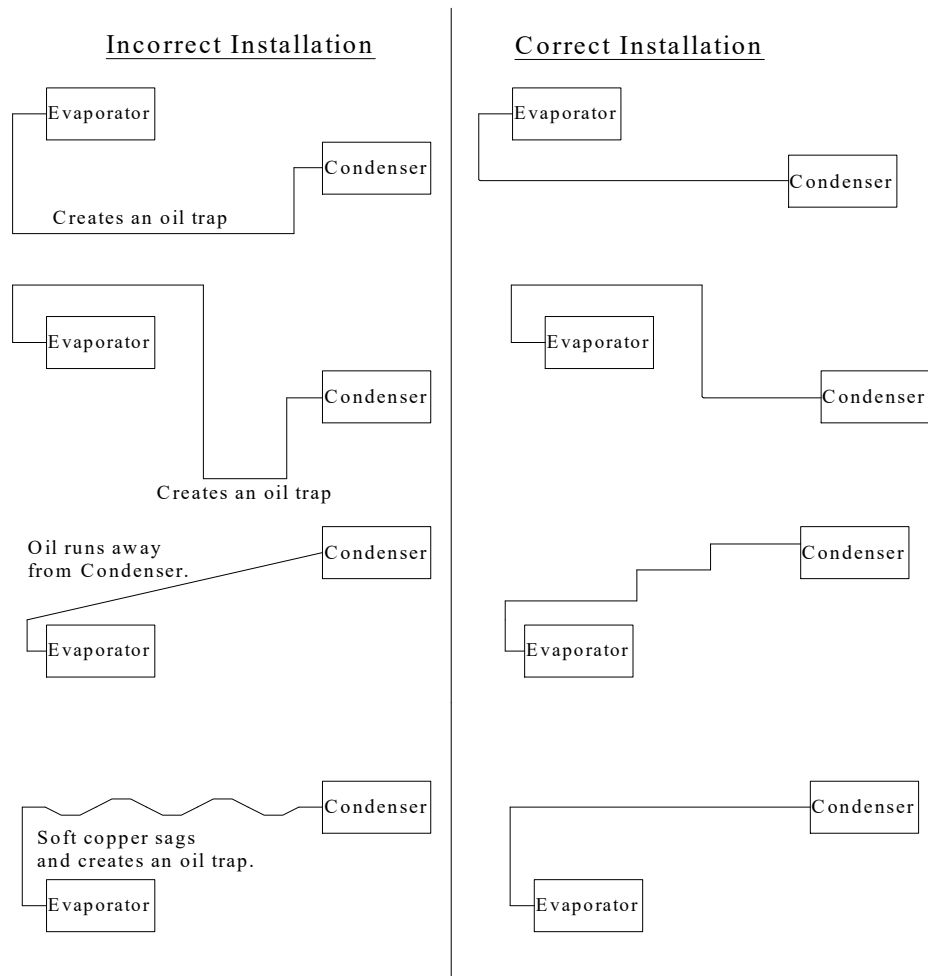 Incorrect Installation
Evaporator
Condenser
Creates an oil trap
Evaporator
Condenser
Creates an oil trap
Oil runs away
from Condenser.
Condenser
Evaporator
Condenser
Soft copper sags
and creates an oil trap.
Evaporator
Correct Installation
Evaporator
Condenser
Evaporator
Condenser
Condenser
Evaporator
Condenser
Evaporator